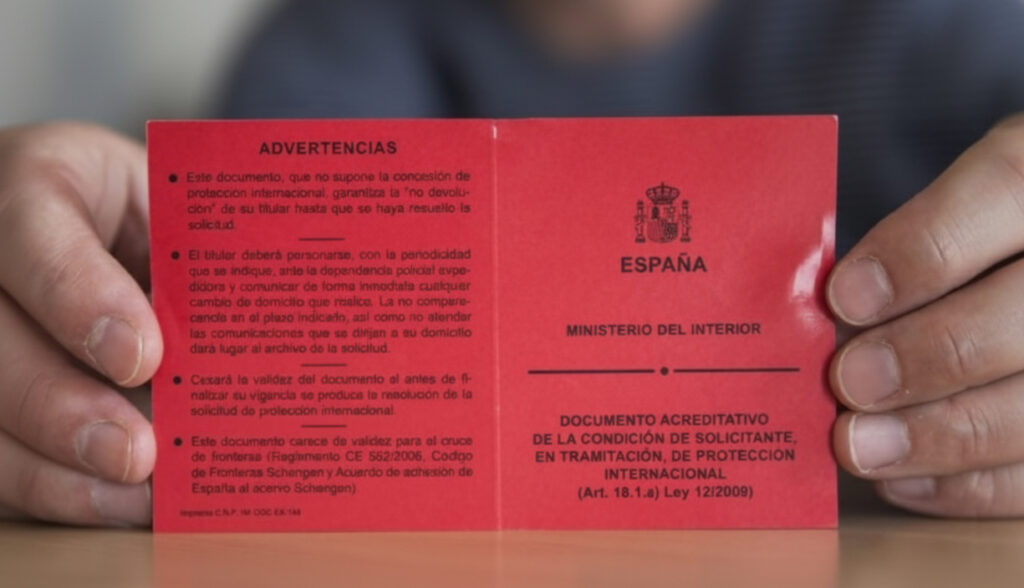 ADVERTENCIAS
● Este documento, que no supone la concesión de
protección internacional, garantiza la "no devolu-
ción" de su titular hasta que se haya resuelto la
solicitud.
● El titular deberá personarse, con la periodicidad
que se indique, ante la dependencia policial expe-
didora y comunicar de forma inmediata cualquier
cambio de domicilio que realice. La no compare-
cencia en el plazo indicado, así como no atender
las comunicaciones que se dirijan a su domicilio
dará lugar al archivo de la solicitud.
● Cesará la validez del documento si antes de fi-
nalizar su vigencia se produce la resolución de la
solicitud de protección internacional.
● Este documento carece de validez para el cruce
de fronteras (Reglamento CE 562/2006, Codigo
de Fronteras Schengen y Acuerdo de adhesión de
España al acervo Schengen).
Imprenta C.N.P.
ESPAÑA
MINISTERIO DEL INTERIOR
DOCUMENTO ACREDITATIVO
DE LA CONDICIÓN DE SOLICITANTE,
EN TRAMITACIÓN, DE PROTECCION
INTERNACIONAL
(Art. 18.1.a) Ley 12/2009)